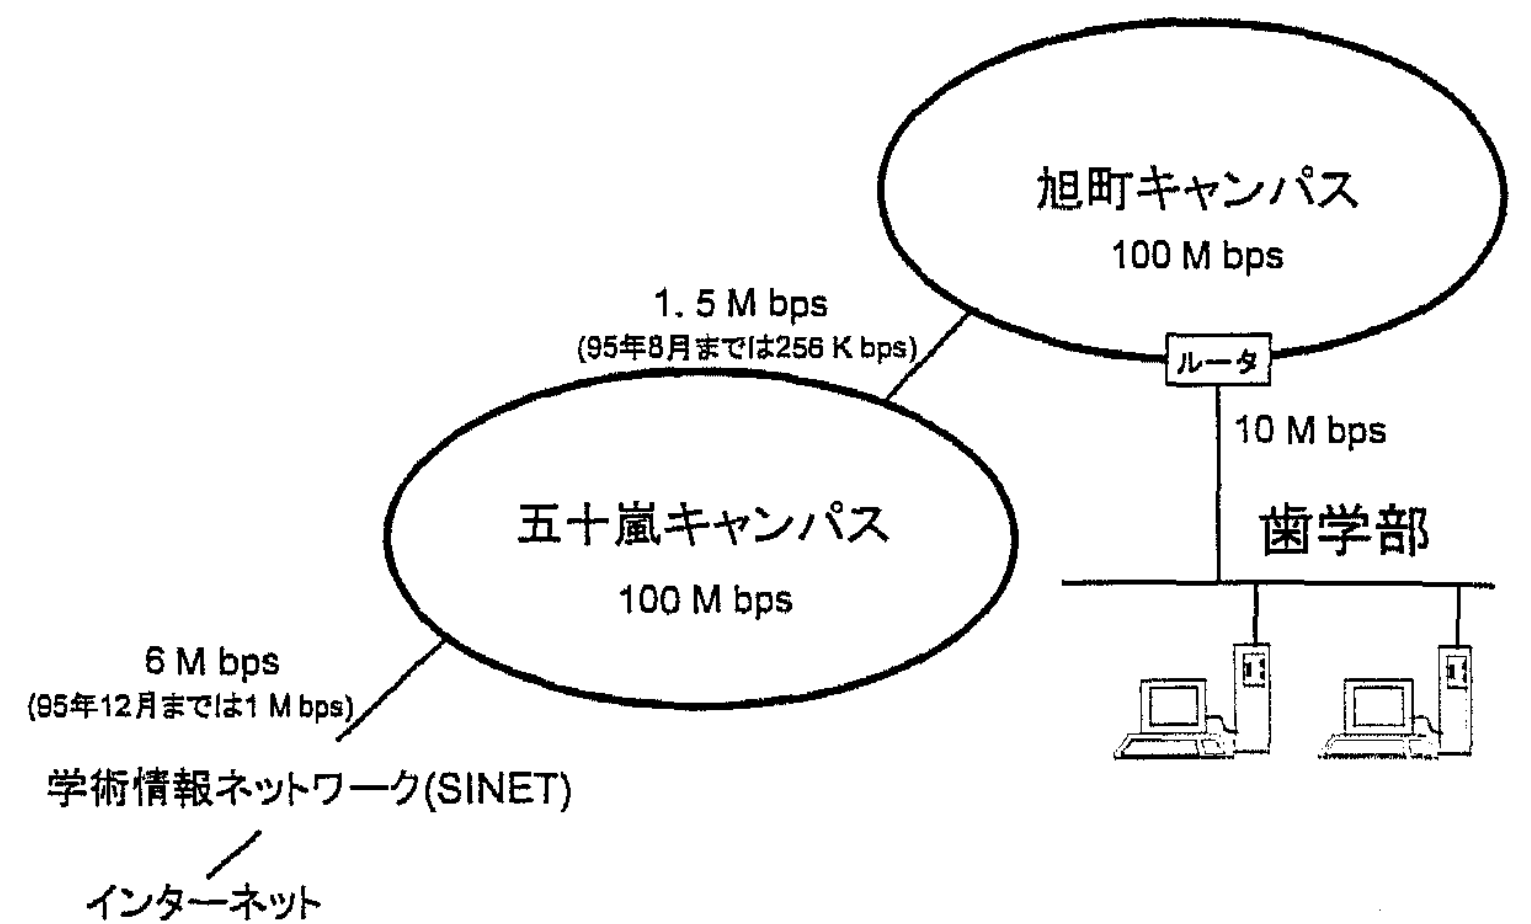 旭町キャンパス
100 M bps
1. 5 M bps
(95年8月までは256 K bps)
ルータ
10 M bps
五十嵐キャンパス
100 M bps
歯学部
6 M bps
(95年12月までは1 M bps)
学術情報ネットワーク(SINET)
インターネット